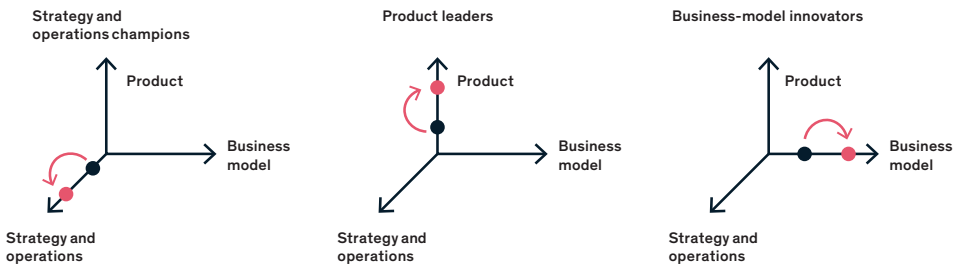 Strategy and
operations champions
Product
Business
model
Strategy and
operations
Product leaders
Product
Business
model
Strategy and
operations
Business-model innovators
Product
Business
model
Strategy and
operations